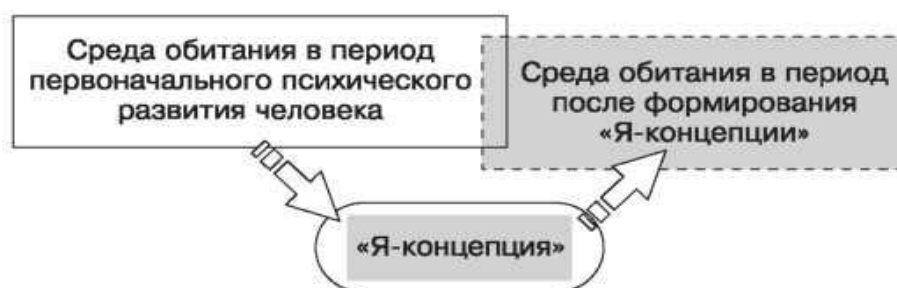 Среда обитания в период
первоначального психического
развития человека
Среда обитания в период
после формирования
«Я-концепции»
«Я-концепция»